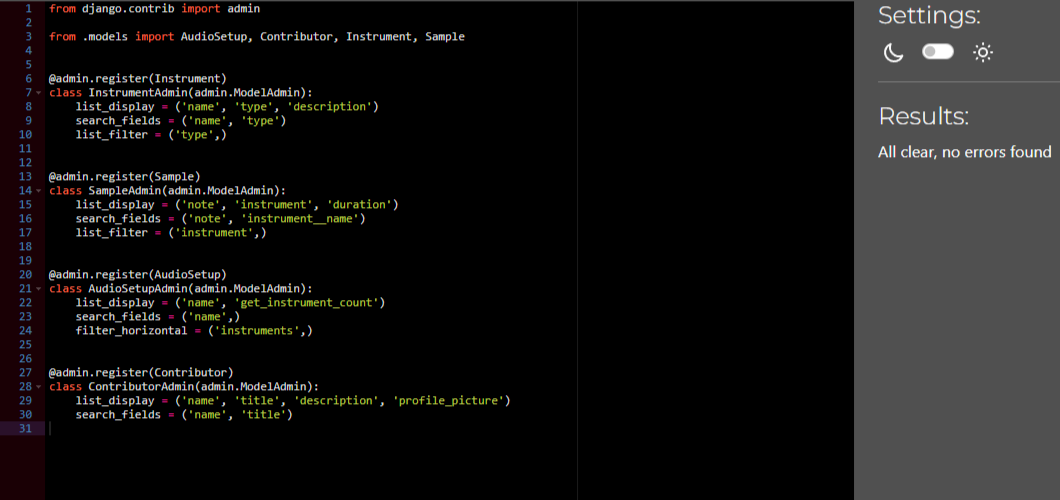 1 from django.contrib import admin
2
3 from .models import AudioSetup, Contributor, Instrument, Sample
4
5
6 @admin.register(Instrument)
7 class InstrumentAdmin(admin.ModelAdmin):
8     list_display = ('name', 'type', 'description')
9     search_fields = ('name', 'type')
10     list_filter = ('type',)
11
12
13 @admin.register(Sample)
14 class SampleAdmin(admin.ModelAdmin):
15     list_display = ('note', 'instrument', 'duration')
16     search_fields = ('note', 'instrument__name')
17     list_filter = ('instrument',)
18
19
20 @admin.register(AudioSetup)
21 class AudioSetupAdmin(admin.ModelAdmin):
22     list_display = ('name', 'get_instrument_count')
23     search_fields = ('name',)
24     filter_horizontal = ('instruments',)
25
26
27 @admin.register(Contributor)
28 class ContributorAdmin(admin.ModelAdmin):
29     list_display = ('name', 'title', 'description', 'profile_picture')
30     search_fields = ('name', 'title')
31
Settings:
Results:
All clear, no errors found